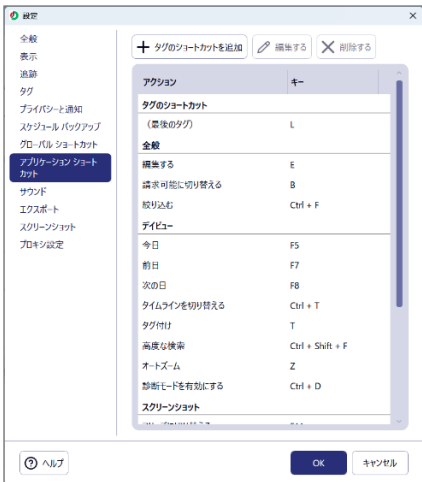 設定
全般
表示
追跡
タグ
プライバシーと通知
スケジュール バックアップ
グローバル ショートカット
アプリケーション ショート
カット
サウンド
エクスポート
スクリーンショット
プロキシ設定
タグのショートカットを追加 編集する 削除する
アクション キー
タグのショートカット
（最後のタグ） L
全般
編集する E
請求可能に切り替える B
絞り込む Ctrl + F
デイビュー
今日 F5
前日 F7
次の日 F8
タイムラインを切り替える Ctrl + T
タグ付け T
高度な検索 Ctrl + Shift + F
オートズーム Z
診断モードを有効にする Ctrl + D
スクリーンショット
ヘルプ OK キャンセル